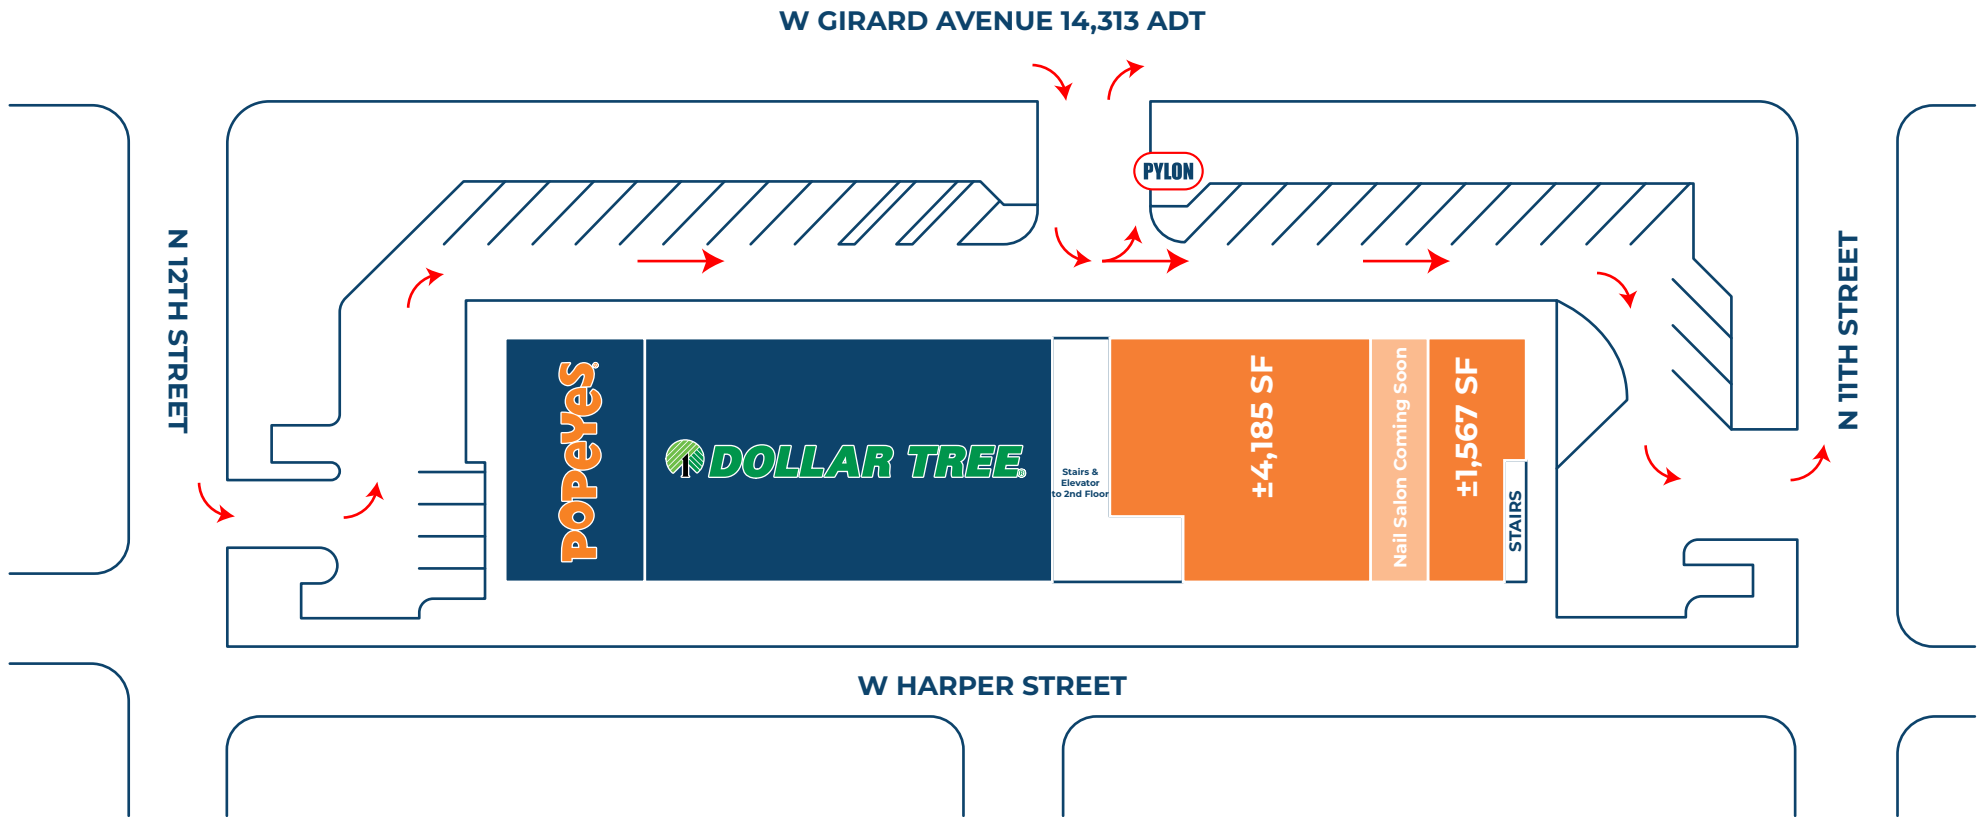 W GIRARD AVENUE 14,313 ADT
PYLON
N 12TH STREET
N 11TH STREET
POPEYES®
DOLLAR TREE®
Stairs &
Elevator
to 2nd Floor
±4,185 SF
Nail Salon Coming Soon
±1,567 SF
STAIRS
W HARPER STREET